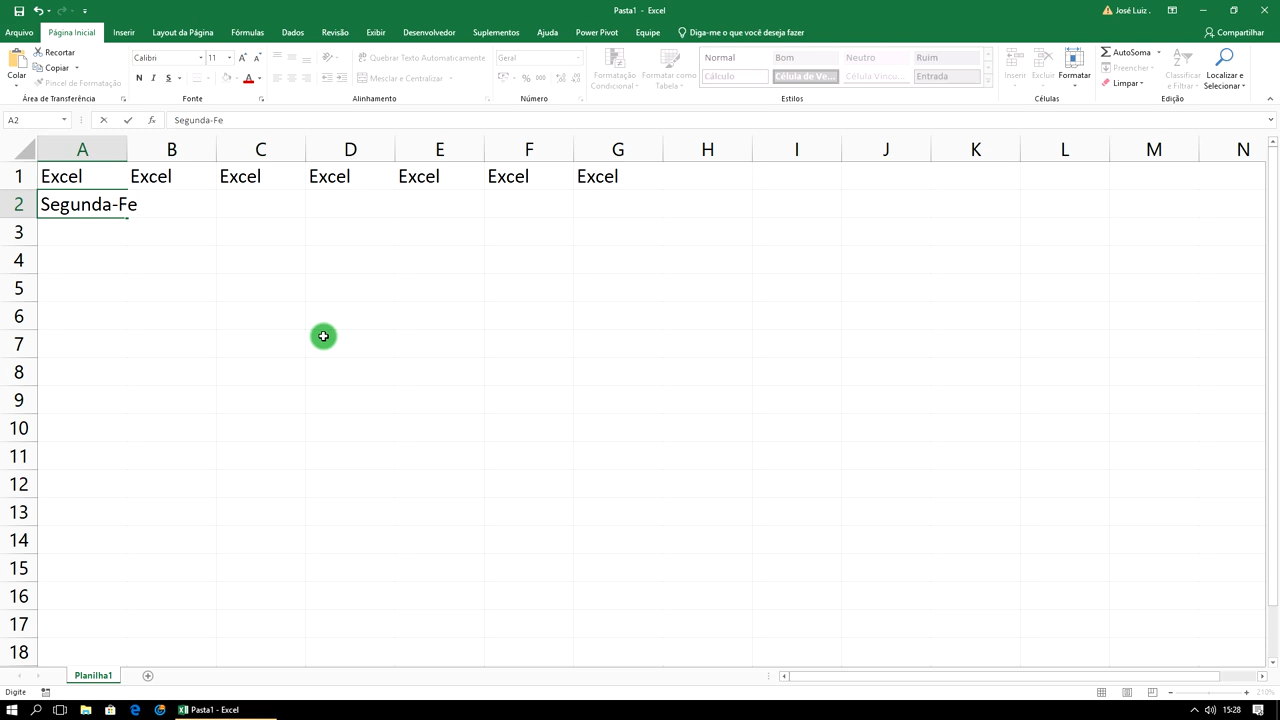 Pasta1 - Excel
José Luiz .
Arquivo Página Inicial Inserir Layout da Página Fórmulas Dados Revisão Exibir Desenvolvedor Suplementos Ajuda Power Pivot Equipe Diga-me o que você deseja fazer Compartilhar
Colar
Recortar
Copiar
Pincel de Formatação
Área de Transferência
Calibri 11
N I S
Fonte
Quebrar Texto Automaticamente
Mesclar e Centralizar
Alinhamento
Geral
% 000
Número
Formatação Condicional
Formatar como Tabela
Normal Bom Neutro Ruim
Cálculo Célula de Ve... Célula Vincu... Entrada
Estilos
Inserir Excluir Formatar
Células
AutoSoma
Preencher
Limpar
Classificar e Filtrar
Localizar e Selecionar
Edição
A2 fx Segunda-Fe
A B C D E F G H I J K L M N
1 Excel Excel Excel Excel Excel Excel Excel
2 Segunda-Fe
3
4
5
6
7
8
9
10
11
12
13
14
15
16
17
18
Planilha1
Digite 210%
Pasta1 - Excel 15:28